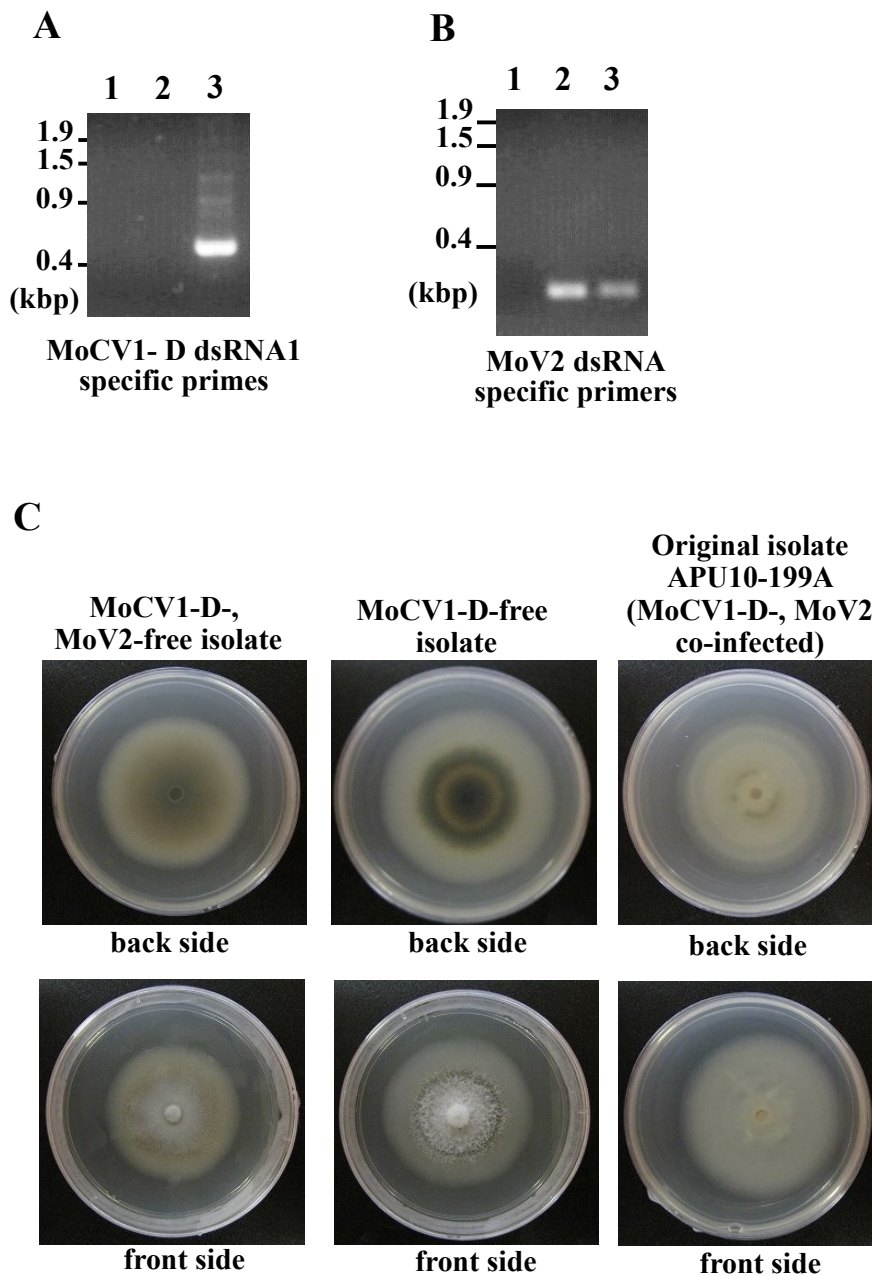 A
1 2 3
1.9
1.5
0.9
0.4
(kbp)
MoCV1- D dsRNA1
specific primes
B
1 2 3
1.9
1.5
0.9
0.4
(kbp)
MoV2 dsRNA
specific primers
C
MoCV1-D-,
MoV2-free isolate
MoCV1-D-free
isolate
Original isolate
APU10-199A
(MoCV1-D-, MoV2
co-infected)
back side
back side
back side
front side
front side
front side